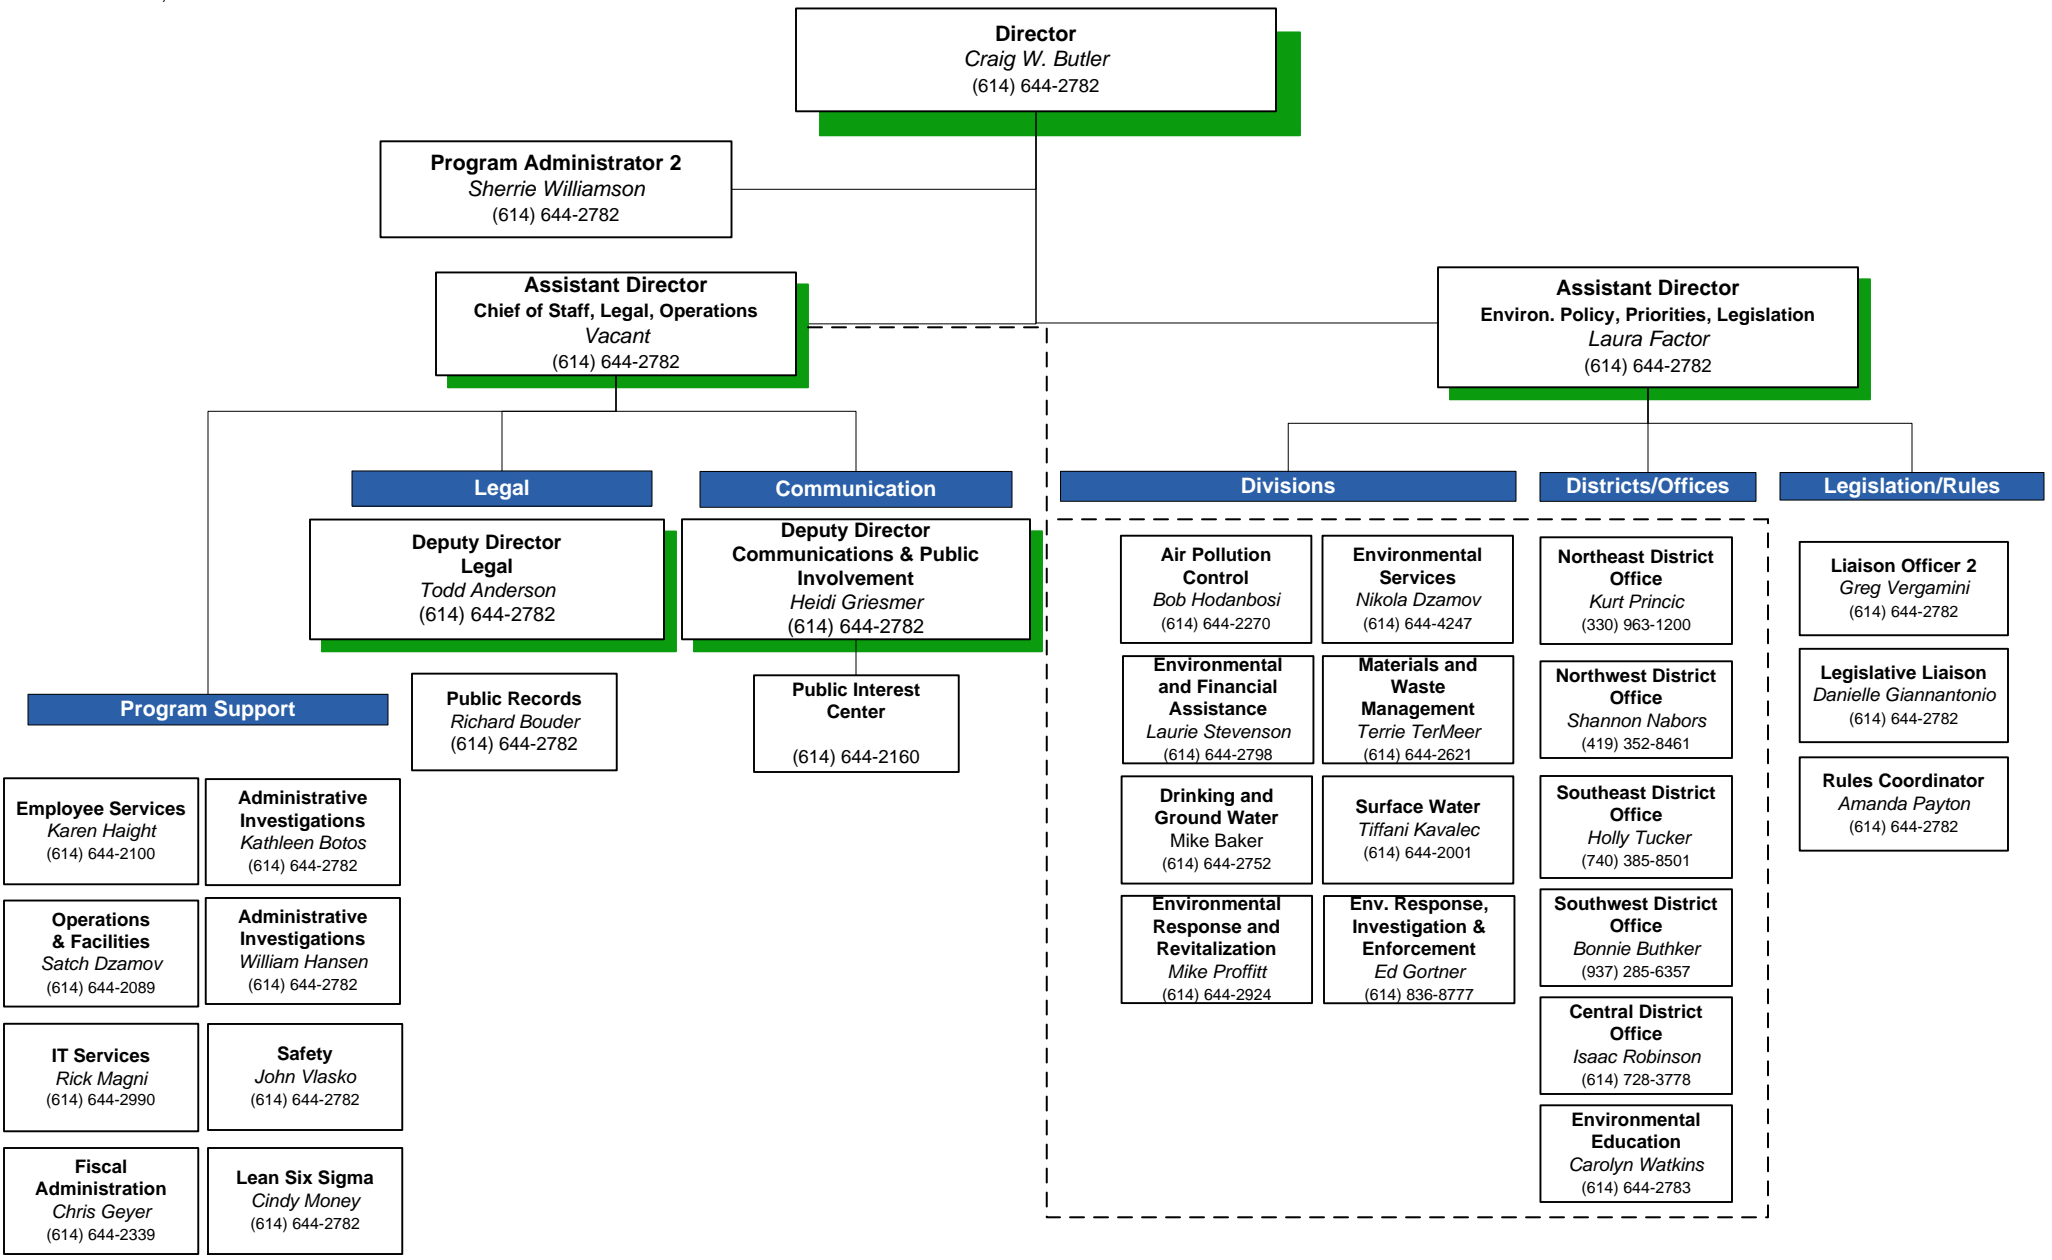 Director
Craig W. Butler
(614) 644-2782
Program Administrator 2
Sherrie Williamson
(614) 644-2782
Assistant Director
Chief of Staff, Legal, Operations
Vacant
(614) 644-2782
Assistant Director
Environ. Policy, Priorities, Legislation
Laura Factor
(614) 644-2782
Legal
Deputy Director
Legal
Todd Anderson
(614) 644-2782
Public Records
Richard Bouder
(614) 644-2782
Communication
Deputy Director
Communications & Public
Involvement
Heidi Griesmer
(614) 644-2782
Public Interest
Center
(614) 644-2160
Program Support
Employee Services
Karen Haight
(614) 644-2100
Administrative
Investigations
Kathleen Botos
(614) 644-2782
Operations
& Facilities
Satch Dzamov
(614) 644-2089
Administrative
Investigations
William Hansen
(614) 644-2782
IT Services
Rick Magni
(614) 644-2990
Safety
John Vlasko
(614) 644-2782
Fiscal
Administration
Chris Geyer
(614) 644-2339
Lean Six Sigma
Cindy Money
(614) 644-2782
Divisions
Air Pollution
Control
Bob Hodanbosi
(614) 644-2270
Environmental
Services
Nikola Dzamov
(614) 644-4247
Environmental
and Financial
Assistance
Laurie Stevenson
(614) 644-2798
Materials and
Waste
Management
Terrie TerMeer
(614) 644-2621
Drinking and
Ground Water
Mike Baker
(614) 644-2752
Surface Water
Tiffani Kavalec
(614) 644-2001
Environmental
Response and
Revitalization
Mike Proffitt
(614) 644-2924
Env. Response,
Investigation &
Enforcement
Ed Gortner
(614) 836-8777
Districts/Offices
Northeast District
Office
Kurt Princic
(330) 963-1200
Northwest District
Office
Shannon Nabors
(419) 352-8461
Southeast District
Office
Holly Tucker
(740) 385-8501
Southwest District
Office
Bonnie Buthker
(937) 285-6357
Central District
Office
Isaac Robinson
(614) 728-3778
Environmental
Education
Carolyn Watkins
(614) 644-2783
Legislation/Rules
Liaison Officer 2
Greg Vergamini
(614) 644-2782
Legislative Liaison
Danielle Giannantonio
(614) 644-2782
Rules Coordinator
Amanda Payton
(614) 644-2782